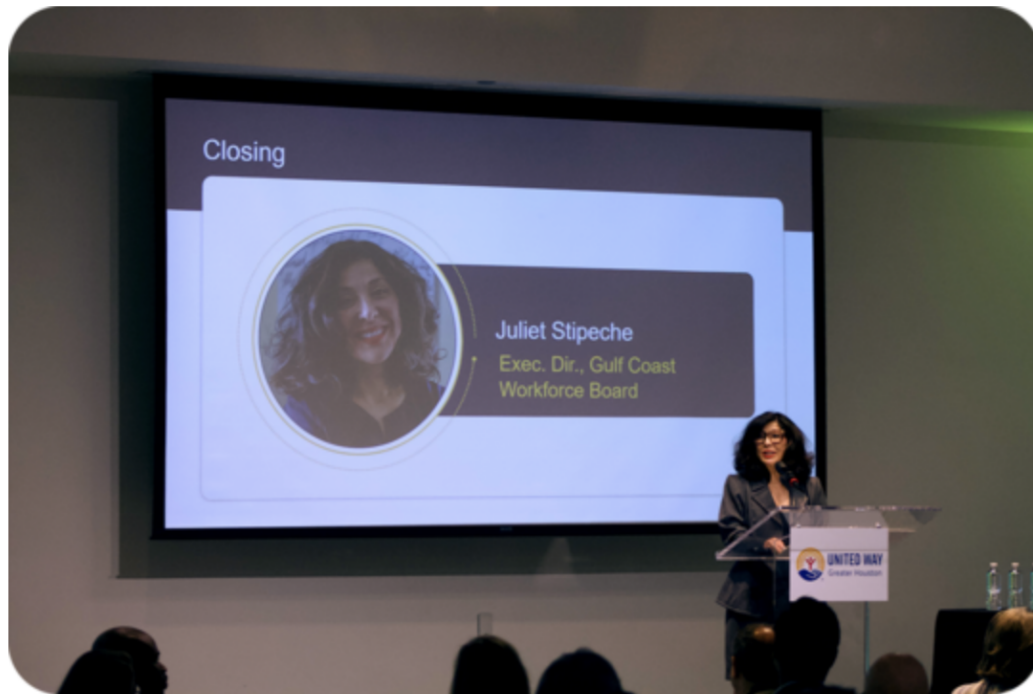 Closing
Juliet Stipeche
Exec. Dir., Gulf Coast
Workforce Board
UNITED WAY
Greater Houston